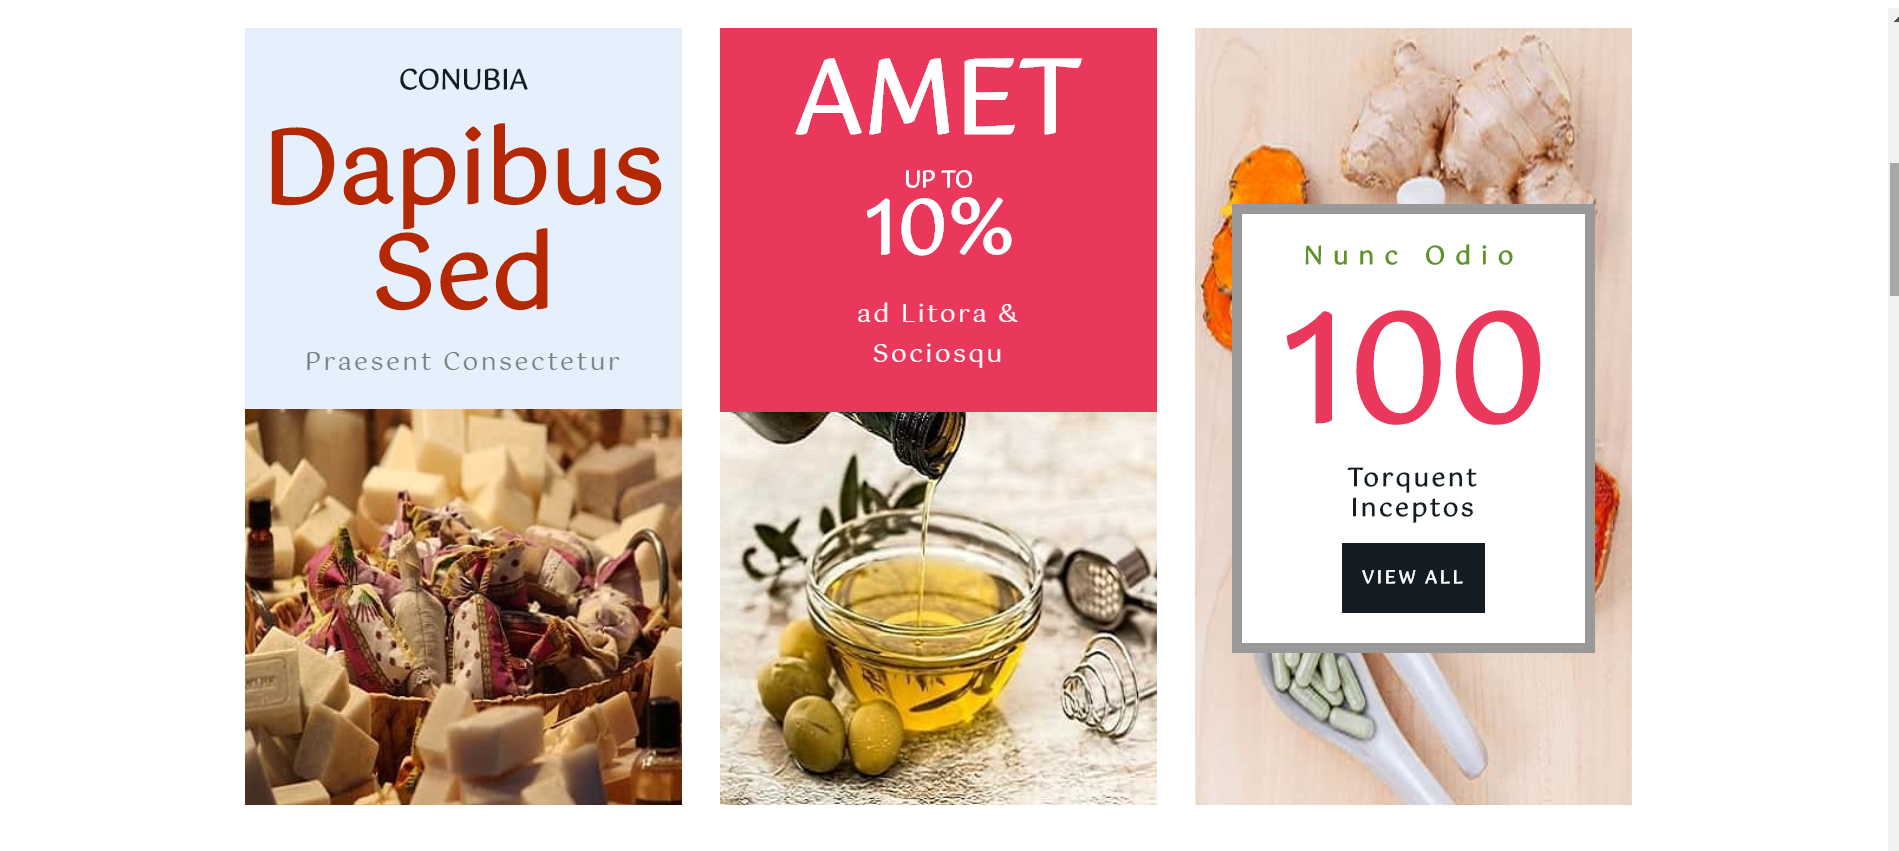 CONUBIA
Dapibus
Sed
Praesent Consectetur
AMET
UP TO
10%
ad Litora &
Sociosqu
Nunc Odio
100
Torquent
Inceptos
VIEW ALL